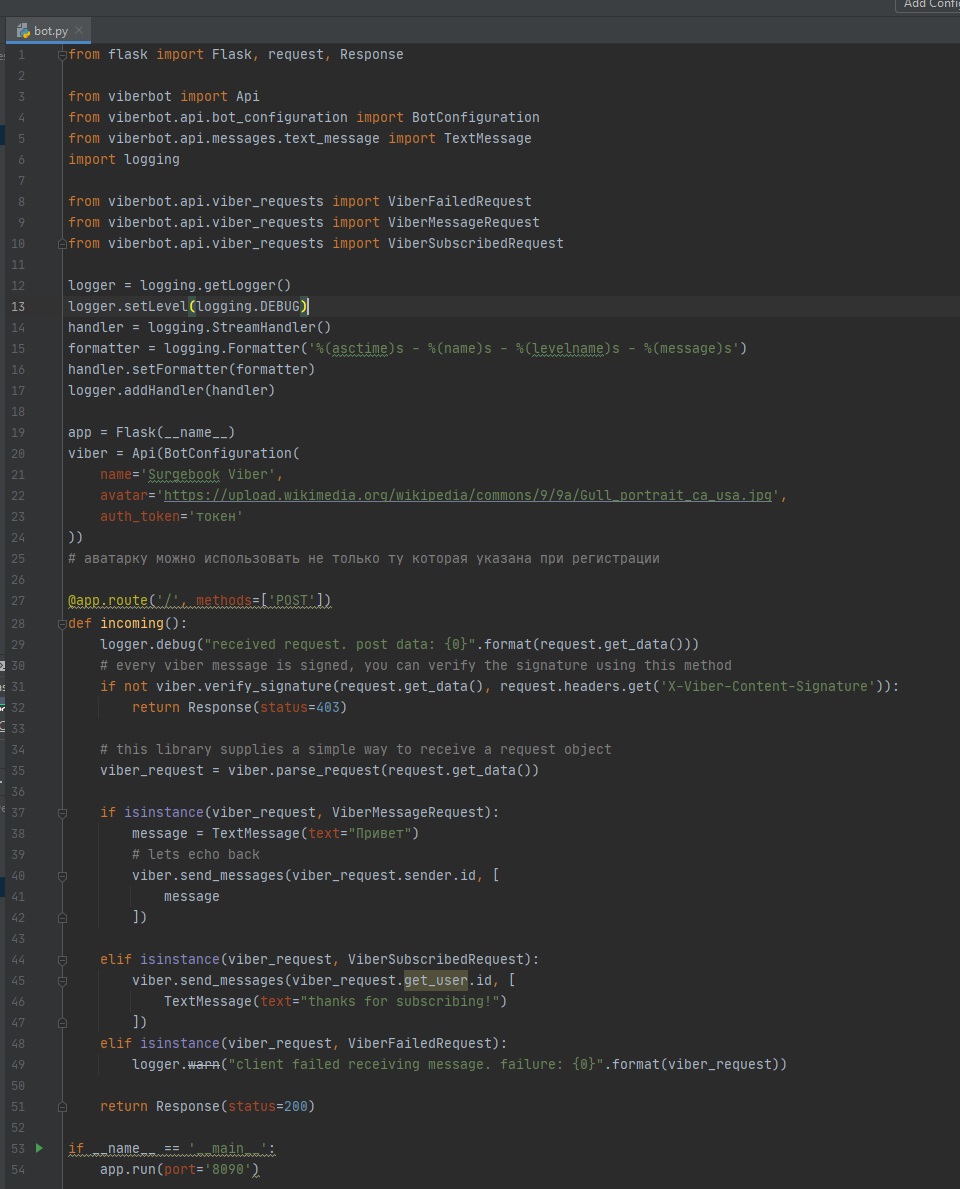 Add Confi
bot.py
1 from flask import Flask, request, Response
2
3 from viberbot import Api
4 from viberbot.api.bot_configuration import BotConfiguration
5 from viberbot.api.messages.text_message import TextMessage
6 import logging
7
8 from viberbot.api.viber_requests import ViberFailedRequest
9 from viberbot.api.viber_requests import ViberMessageRequest
10 from viberbot.api.viber_requests import ViberSubscribedRequest
11
12 logger = logging.getLogger()
13 logger.setLevel(logging.DEBUG)
14 handler = logging.StreamHandler()
15 formatter = logging.Formatter('%(asctime)s - %(name)s - %(levelname)s - %(message)s')
16 handler.setFormatter(formatter)
17 logger.addHandler(handler)
18
19 app = Flask(__name__)
20 viber = Api(BotConfiguration(
21     name='Surgebook Viber',
22     avatar='https://upload.wikimedia.org/wikipedia/commons/9/9a/Gull_portrait_ca_usa.jpg',
23     auth_token='токен'
24 ))
25 # аватарку можно использовать не только ту которая указана при регистрации
26
27 @app.route('/', methods=['POST'])
28 def incoming():
29     logger.debug("received request. post data: {0}".format(request.get_data()))
30     # every viber message is signed, you can verify the signature using this method
31     if not viber.verify_signature(request.get_data(), request.headers.get('X-Viber-Content-Signature')):
32         return Response(status=403)
33
34     # this library supplies a simple way to receive a request object
35     viber_request = viber.parse_request(request.get_data())
36
37     if isinstance(viber_request, ViberMessageRequest):
38         message = TextMessage(text="Привет")
39         # lets echo back
40         viber.send_messages(viber_request.sender.id, [
41             message
42         ])
43
44     elif isinstance(viber_request, ViberSubscribedRequest):
45         viber.send_messages(viber_request.get_user.id, [
46             TextMessage(text="thanks for subscribing!")
47         ])
48     elif isinstance(viber_request, ViberFailedRequest):
49         logger.warn("client failed receiving message. failure: {0}".format(viber_request))
50
51     return Response(status=200)
52
53 if __name__ == '__main__':
54     app.run(port='8090')